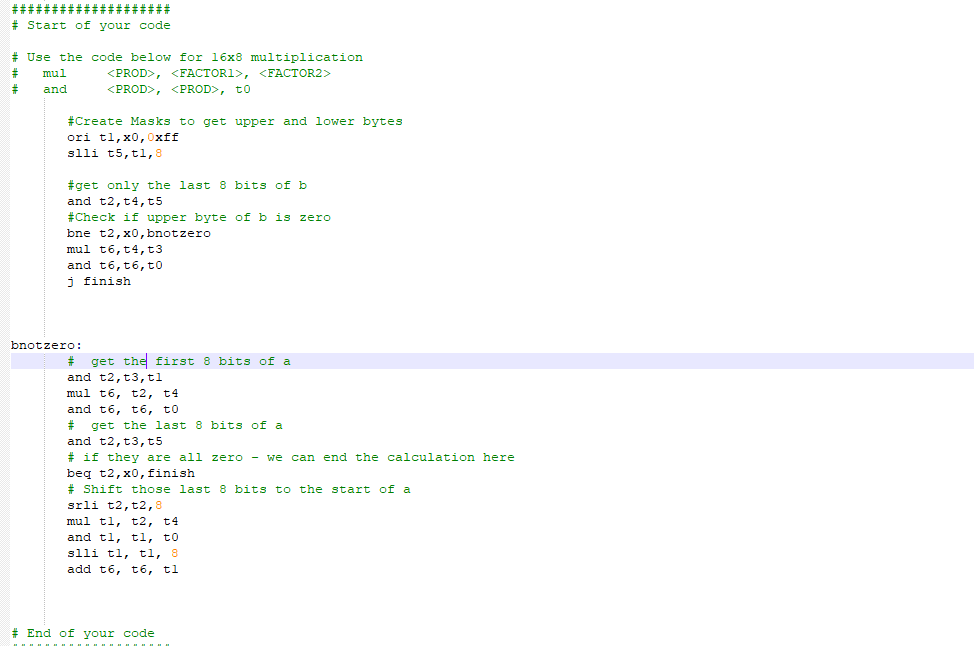 ####################
# Start of your code
# Use the code below for 16x8 multiplication
# mul <PROD>, <FACTOR1>, <FACTOR2>
# and <PROD>, <PROD>, t0
#Create Masks to get upper and lower bytes
ori t1,x0,0xff
slli t5,t1,8
#get only the last 8 bits of b
and t2,t4,t5
#Check if upper byte of b is zero
bne t2,x0,bnotzero
mul t6,t4,t3
and t6,t6,t0
j finish
bnotzero:
# get the first 8 bits of a
and t2,t3,t1
mul t6, t2, t4
and t6, t6, t0
# get the last 8 bits of a
and t2,t3,t5
# if they are all zero - we can end the calculation here
beq t2,x0,finish
# Shift those last 8 bits to the start of a
srli t2,t2,8
mul t1, t2, t4
and t1, t1, t0
slli t1, t1, 8
add t6, t6, t1
# End of your code